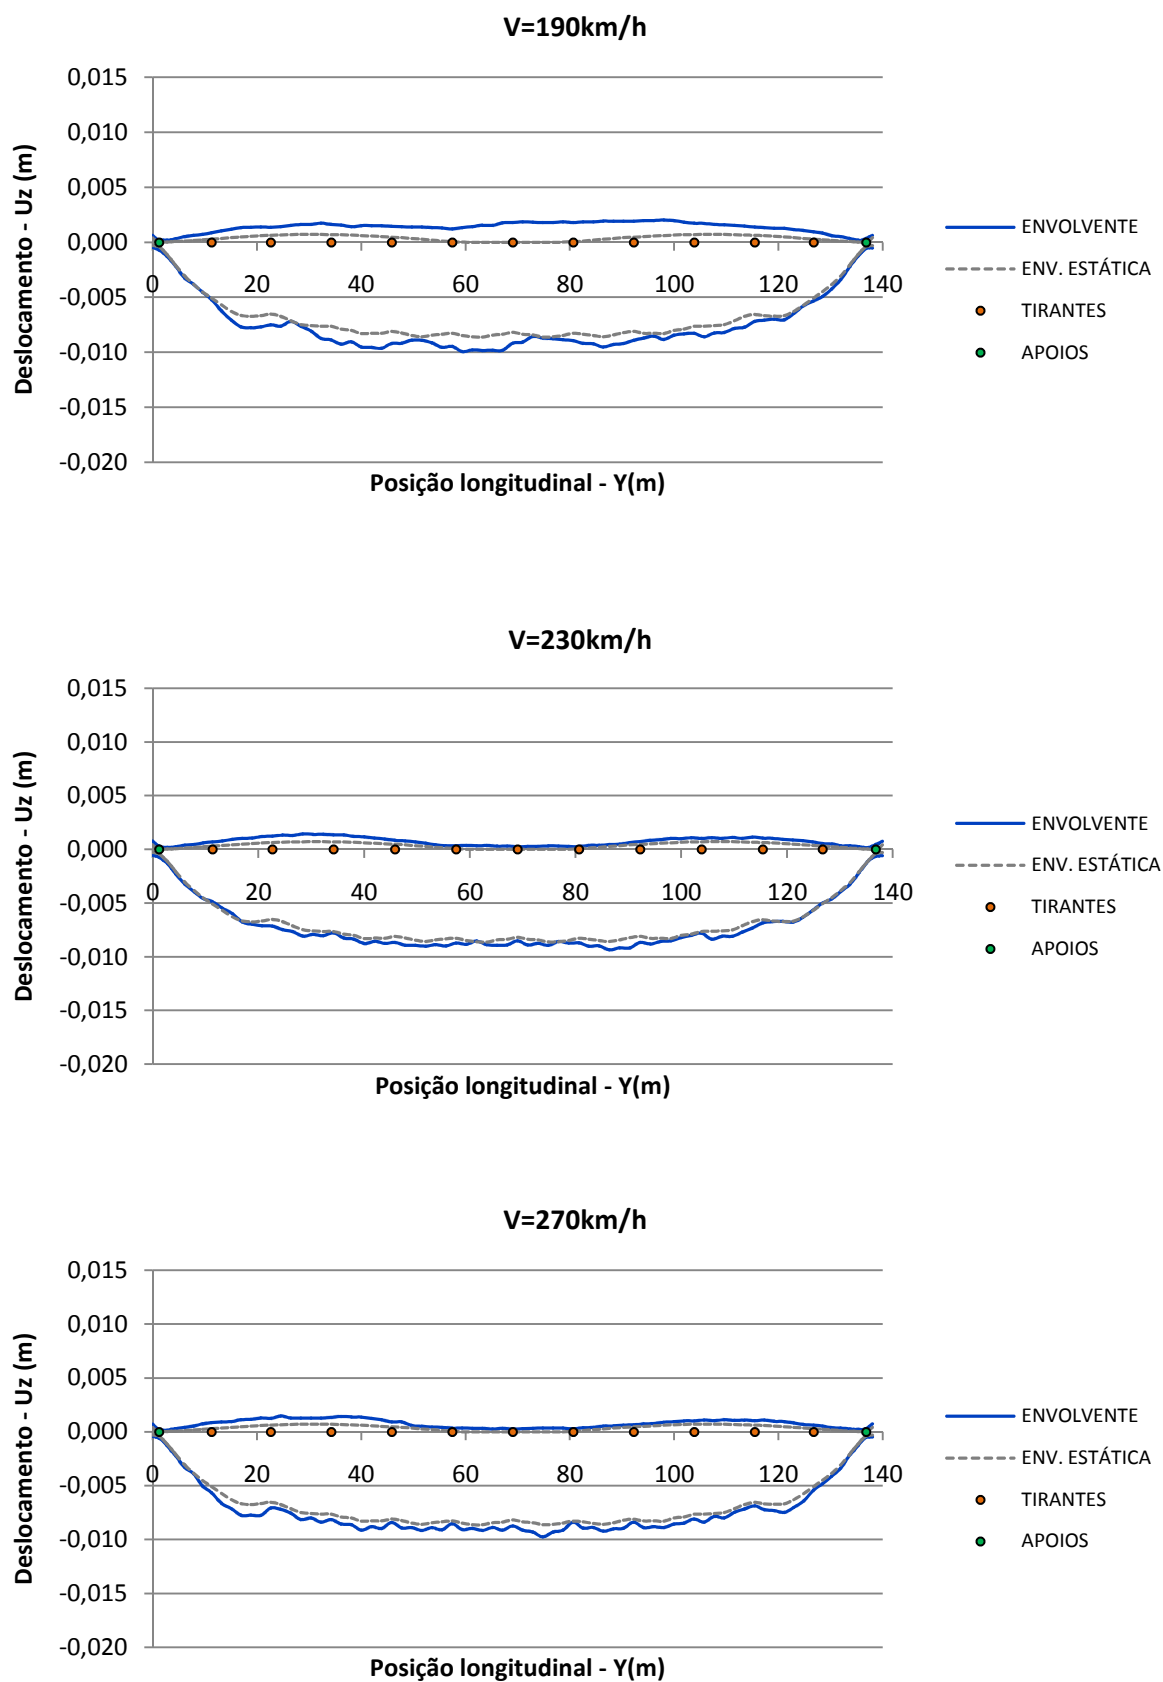 V=190km/h
0,015
0,010
0,005
0,000
-0,005
-0,010
-0,015
-0,020
0 20 40 60 80 100 120 140
Deslocamento - Uz (m)
Posição longitudinal - Y(m)
ENVOLVENTE
ENV. ESTÁTICA
TIRANTES
APOIOS
V=230km/h
0,015
0,010
0,005
0,000
-0,005
-0,010
-0,015
-0,020
0 20 40 60 80 100 120 140
Deslocamento - Uz (m)
Posição longitudinal - Y(m)
ENVOLVENTE
ENV. ESTÁTICA
TIRANTES
APOIOS
V=270km/h
0,015
0,010
0,005
0,000
-0,005
-0,010
-0,015
-0,020
0 20 40 60 80 100 120 140
Deslocamento - Uz (m)
Posição longitudinal - Y(m)
ENVOLVENTE
ENV. ESTÁTICA
TIRANTES
APOIOS